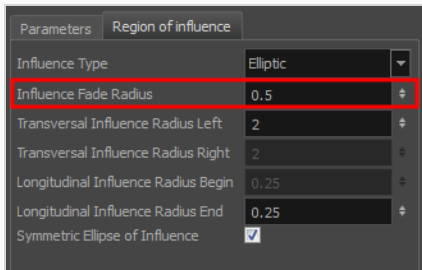 Parameters Region of influence
Influence Type Elliptic
Influence Fade Radius 0.5
Transversal Influence Radius Left 2
Transversal Influence Radius Right 2
Longitudinal Influence Radius Begin 0.25
Longitudinal Influence Radius End 0.25
Symmetric Ellipse of Influence